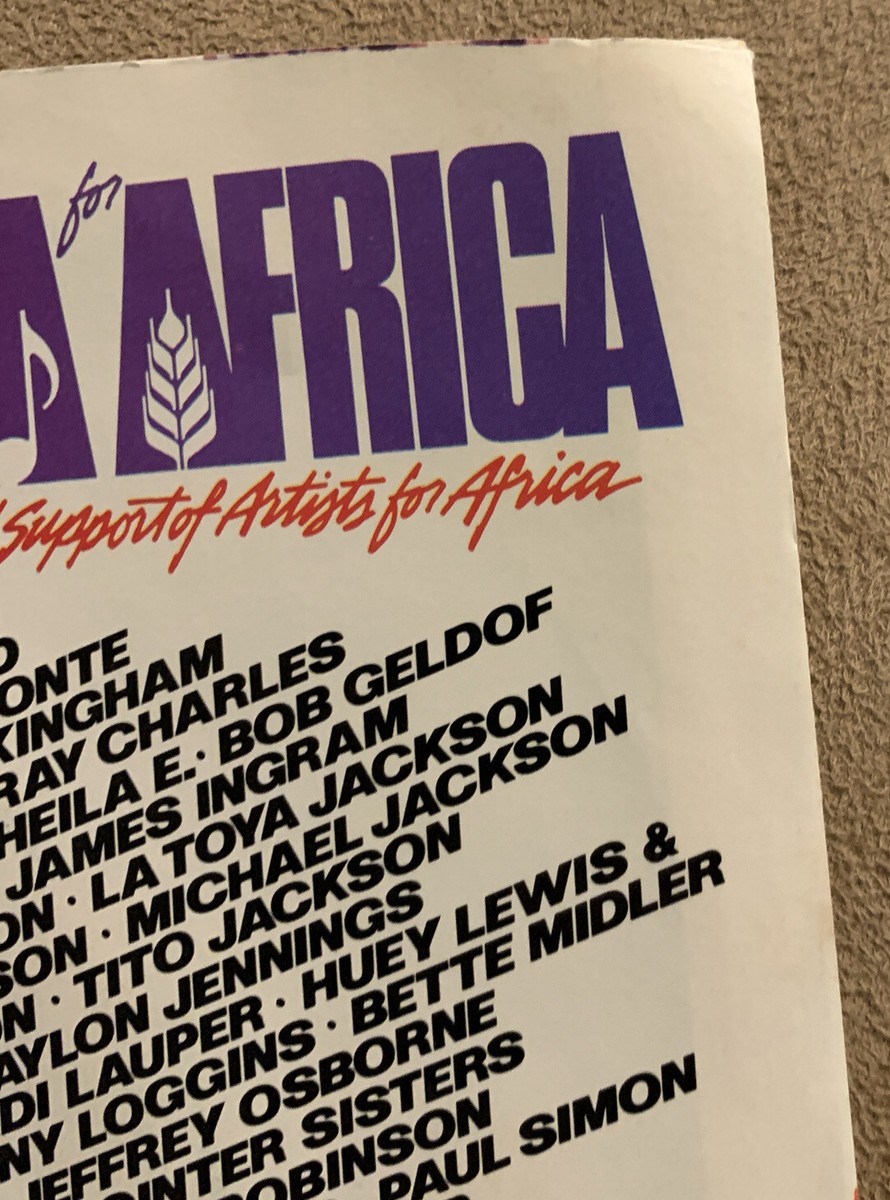 A for AFRICA
Support of Artists for Africa
O
ONTE
KINGHAM
RAY CHARLES
HEILA E. · BOB GELDOF
JAMES INGRAM
ON · LA TOYA JACKSON
SON · MICHAEL JACKSON
ON · TITO JACKSON
AYLON JENNINGS
DI LAUPER · HUEY LEWIS &
NY LOGGINS · BETTE MIDLER
JEFFREY OSBORNE
OINTER SISTERS
ROBINSON
PAUL SIMON